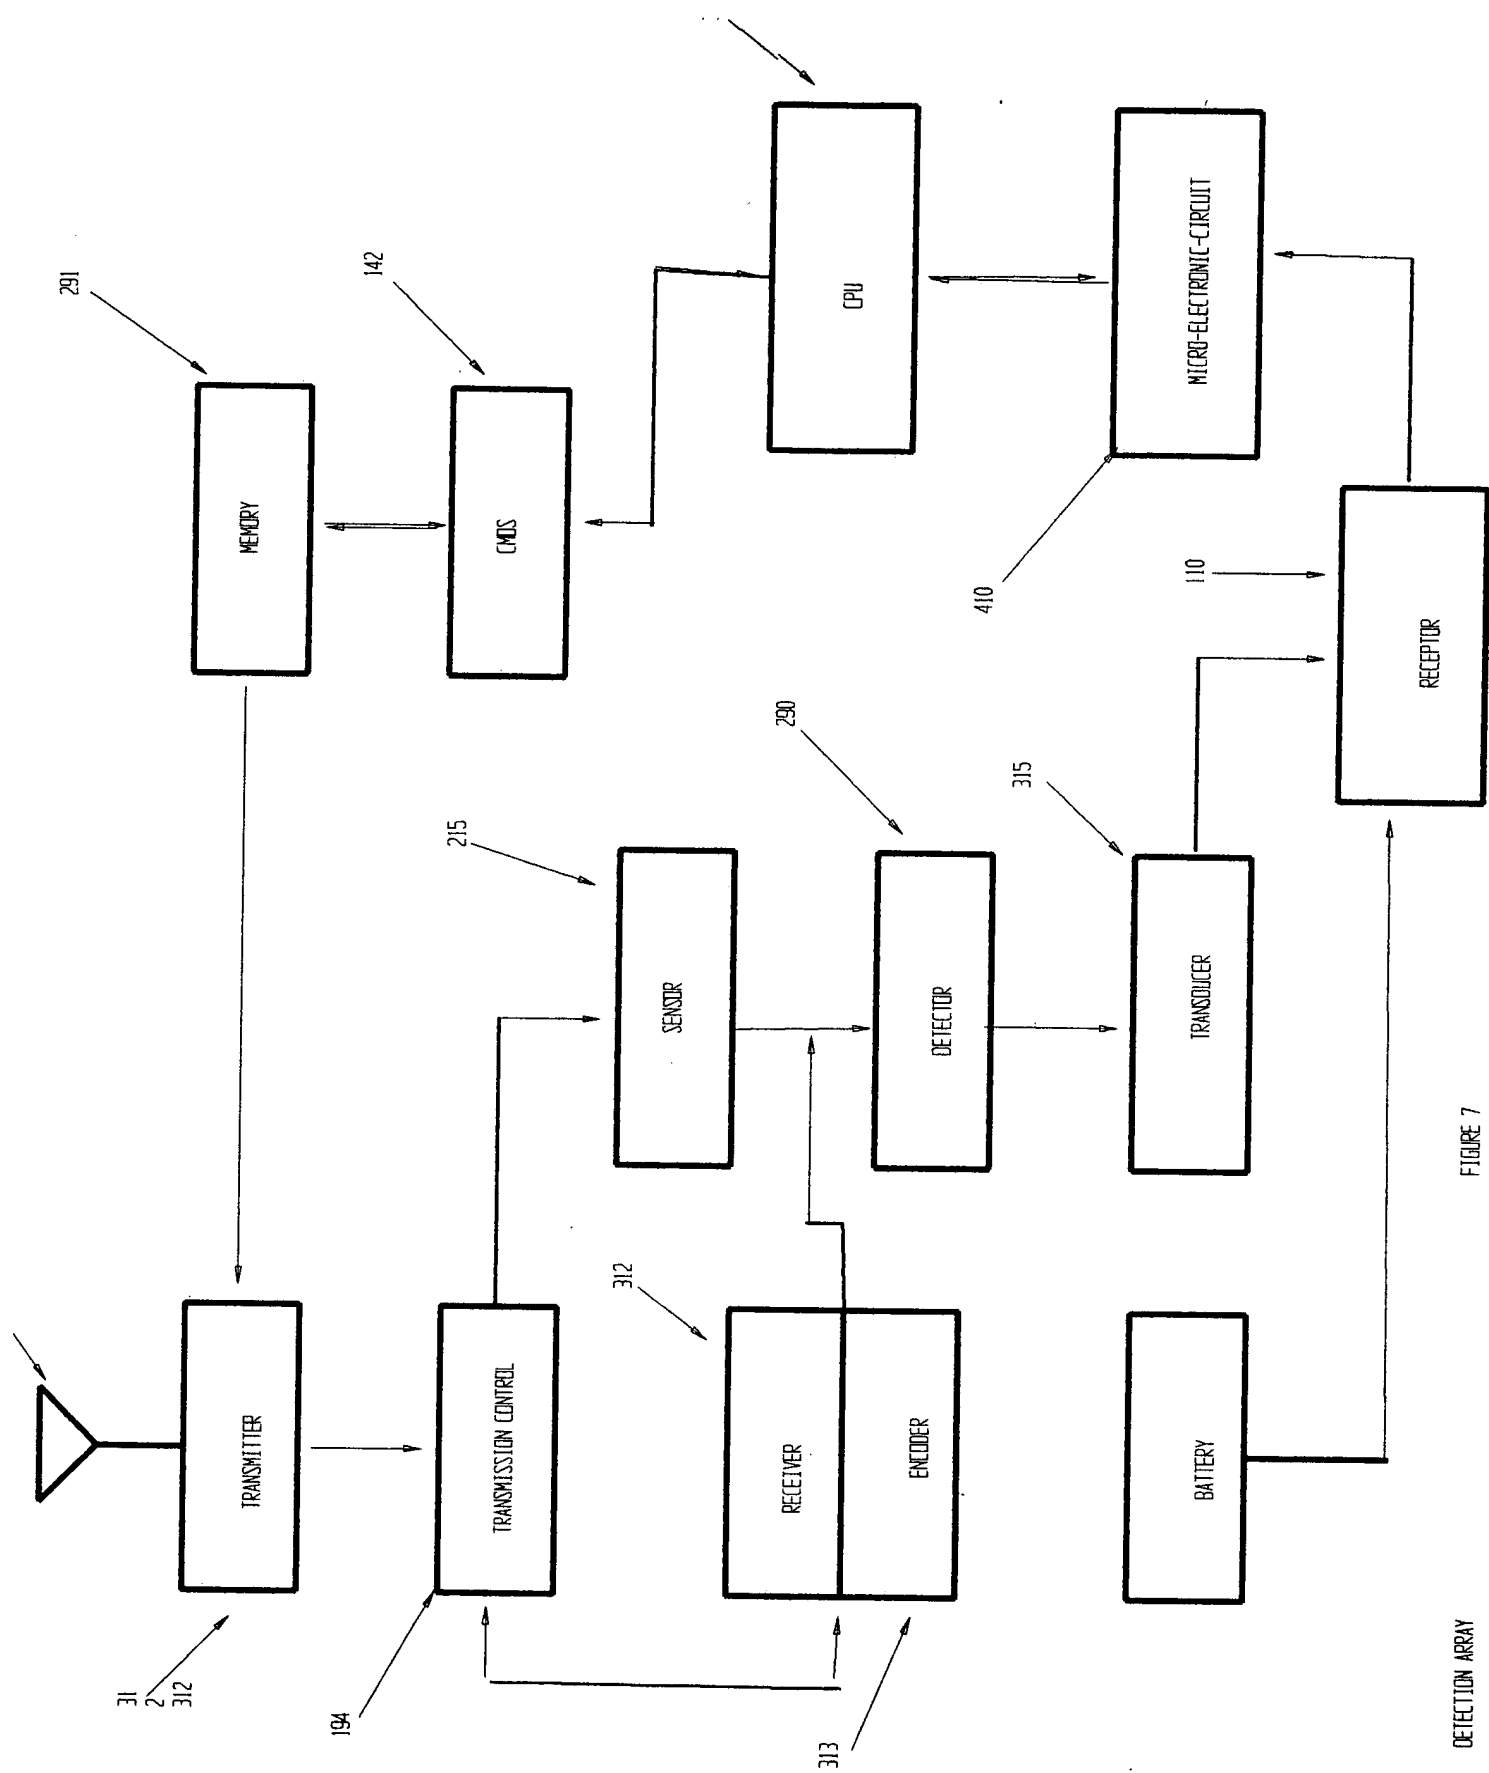 31
2
312
TRANSMITTER
291
MEMORY
194
TRANSMISSION CONTROL
142
CMOS
215
SENSOR
312
RECEIVER
313
ENCODER
290
DETECTOR
CPU
410
MICRO-ELECTRONIC-CIRCUIT
315
TRANSDUCER
110
RECEPTOR
BATTERY
DETECTION ARRAY
FIGURE 7